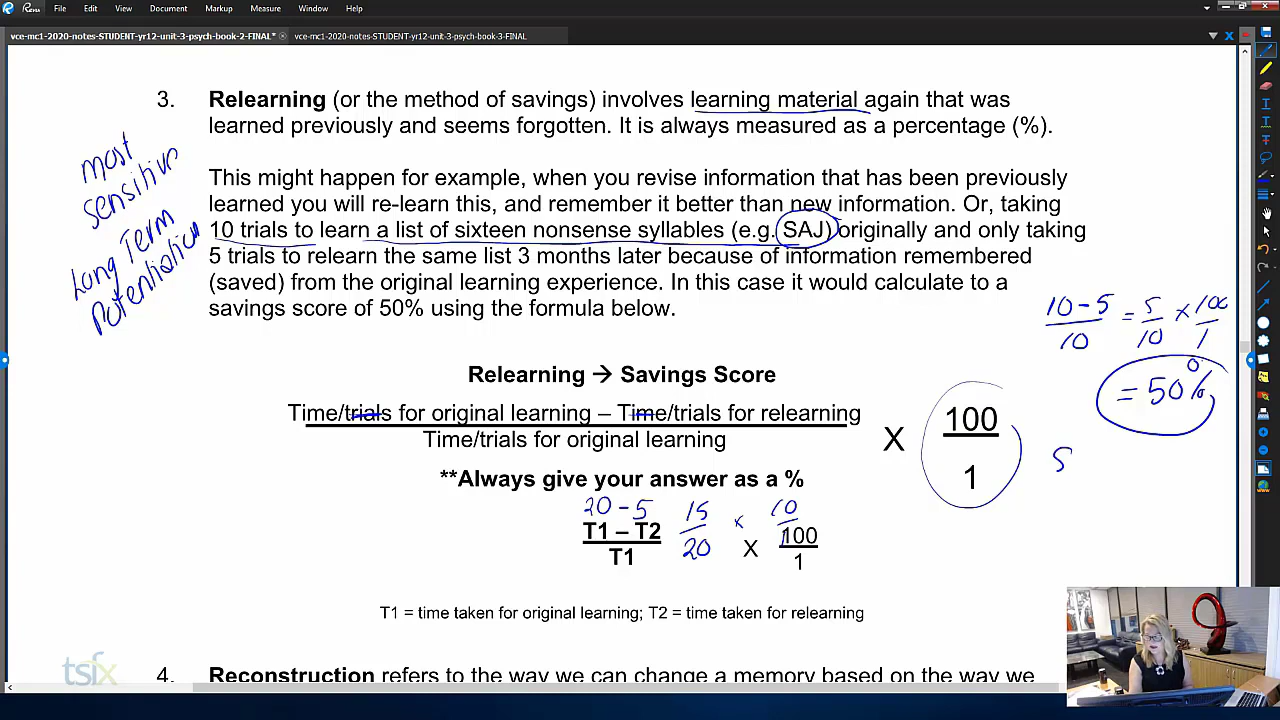 File Edit View Document Markup Measure Window Help
vce-mc1-2020-notes-STUDENT-yr12-unit-3-psych-book-2-FINAL* vce-mc1-2020-notes-STUDENT-yr12-unit-3-psych-book-3-FINAL
3. Relearning (or the method of savings) involves learning material again that was
learned previously and seems forgotten. It is always measured as a percentage (%).
most
sensitive
Long Term
Potentiation
This might happen for example, when you revise information that has been previously
learned you will re-learn this, and remember it better than new information. Or, taking
10 trials to learn a list of sixteen nonsense syllables (e.g. SAJ) originally and only taking
5 trials to relearn the same list 3 months later because of information remembered
(saved) from the original learning experience. In this case it would calculate to a
savings score of 50% using the formula below.
10 - 5 = 5 x 100
10 10 1
= 50%
Relearning → Savings Score
Time/trials for original learning – Time/trials for relearning
Time/trials for original learning
X 100
1
S
**Always give your answer as a %
20 - 5 15 x 10
T1 – T2 20 X 100
T1 1
T1 = time taken for original learning; T2 = time taken for relearning
tsfx
4. Reconstruction refers to the way we can change a memory based on the way we